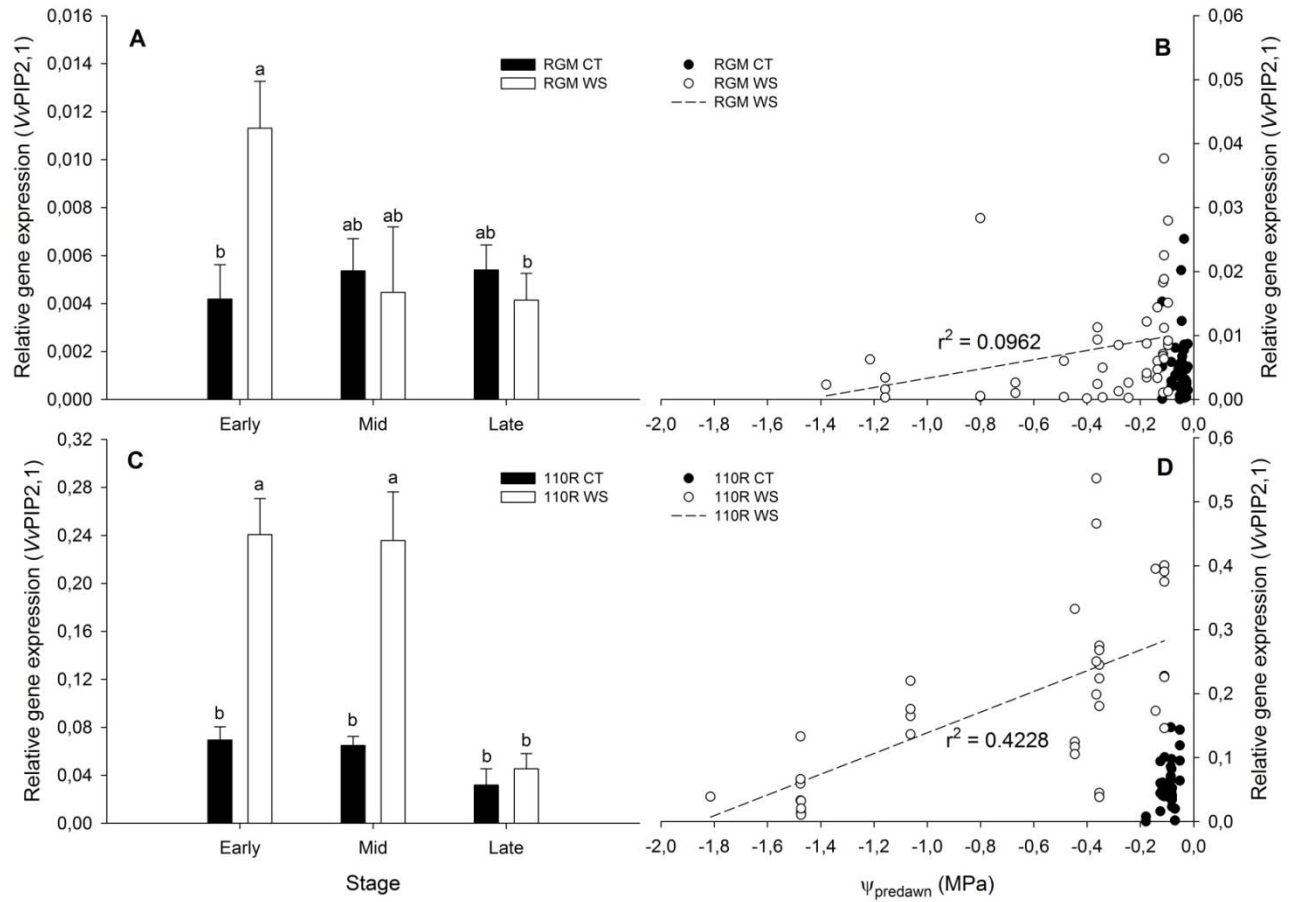 A
Relative gene expression (VvPIP2,1)
0,016
0,014
0,012
0,010
0,008
0,006
0,004
0,002
0,000
RGM CT
RGM WS
a
b
ab
ab
ab
b
Early Mid Late
B
RGM CT
RGM WS
RGM WS
r² = 0.0962
0,06
0,05
0,04
0,03
0,02
0,01
0,00
Relative gene expression (VvPIP2,1)
-2,0 -1,8 -1,6 -1,4 -1,2 -1,0 -0,8 -0,6 -0,4 -0,2 0,0
C
Relative gene expression (VvPIP2,1)
0,32
0,28
0,24
0,20
0,16
0,12
0,08
0,04
0,00
110R CT
110R WS
a
a
b
b
b
b
Early Mid Late
Stage
D
110R CT
110R WS
110R WS
r² = 0.4228
0,6
0,5
0,4
0,3
0,2
0,1
0,0
Relative gene expression (VvPIP2,1)
-2,0 -1,8 -1,6 -1,4 -1,2 -1,0 -0,8 -0,6 -0,4 -0,2 0,0
Ψpredawn (MPa)